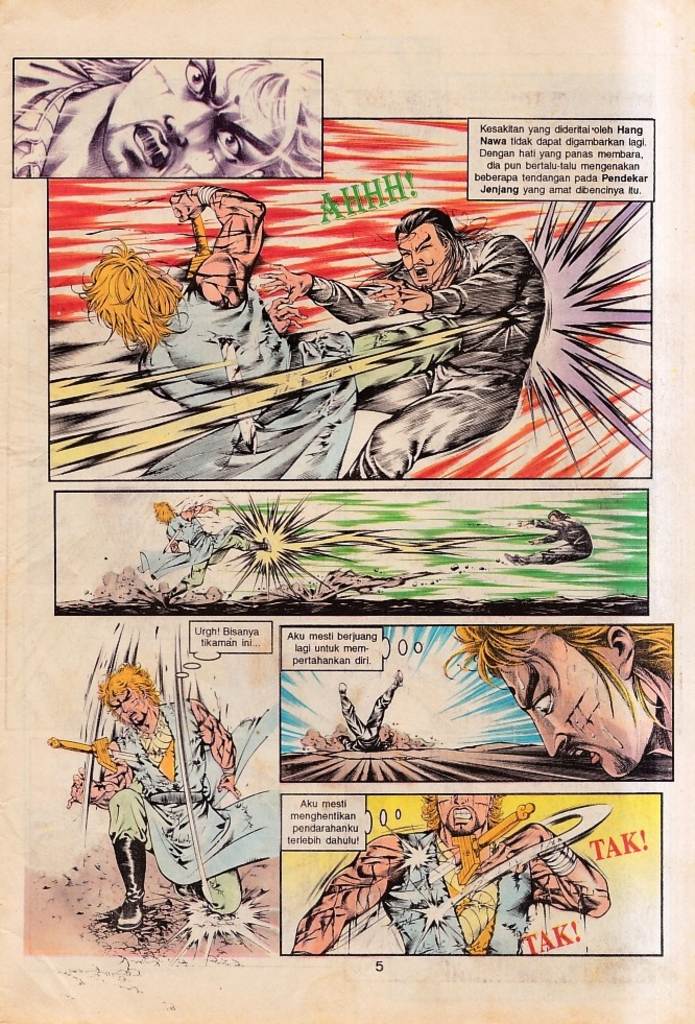 Kesakitan yang dideritai oleh Hang
Nawa tidak dapat digambarkan lagi.
Dengan hati yang panas membara,
dia pun bertalu-talu mengenakan
beberapa tendangan pada Pendekar
Jenjang yang amat dibencinya itu.
AHHH!
Urgh! Bisanya
tikaman ini...
Aku mesti berjuang
lagi untuk mem-
pertahankan diri.
Aku mesti
menghentikan
pendarahanku
terlebih dahulu!
TAK!
TAK!
5